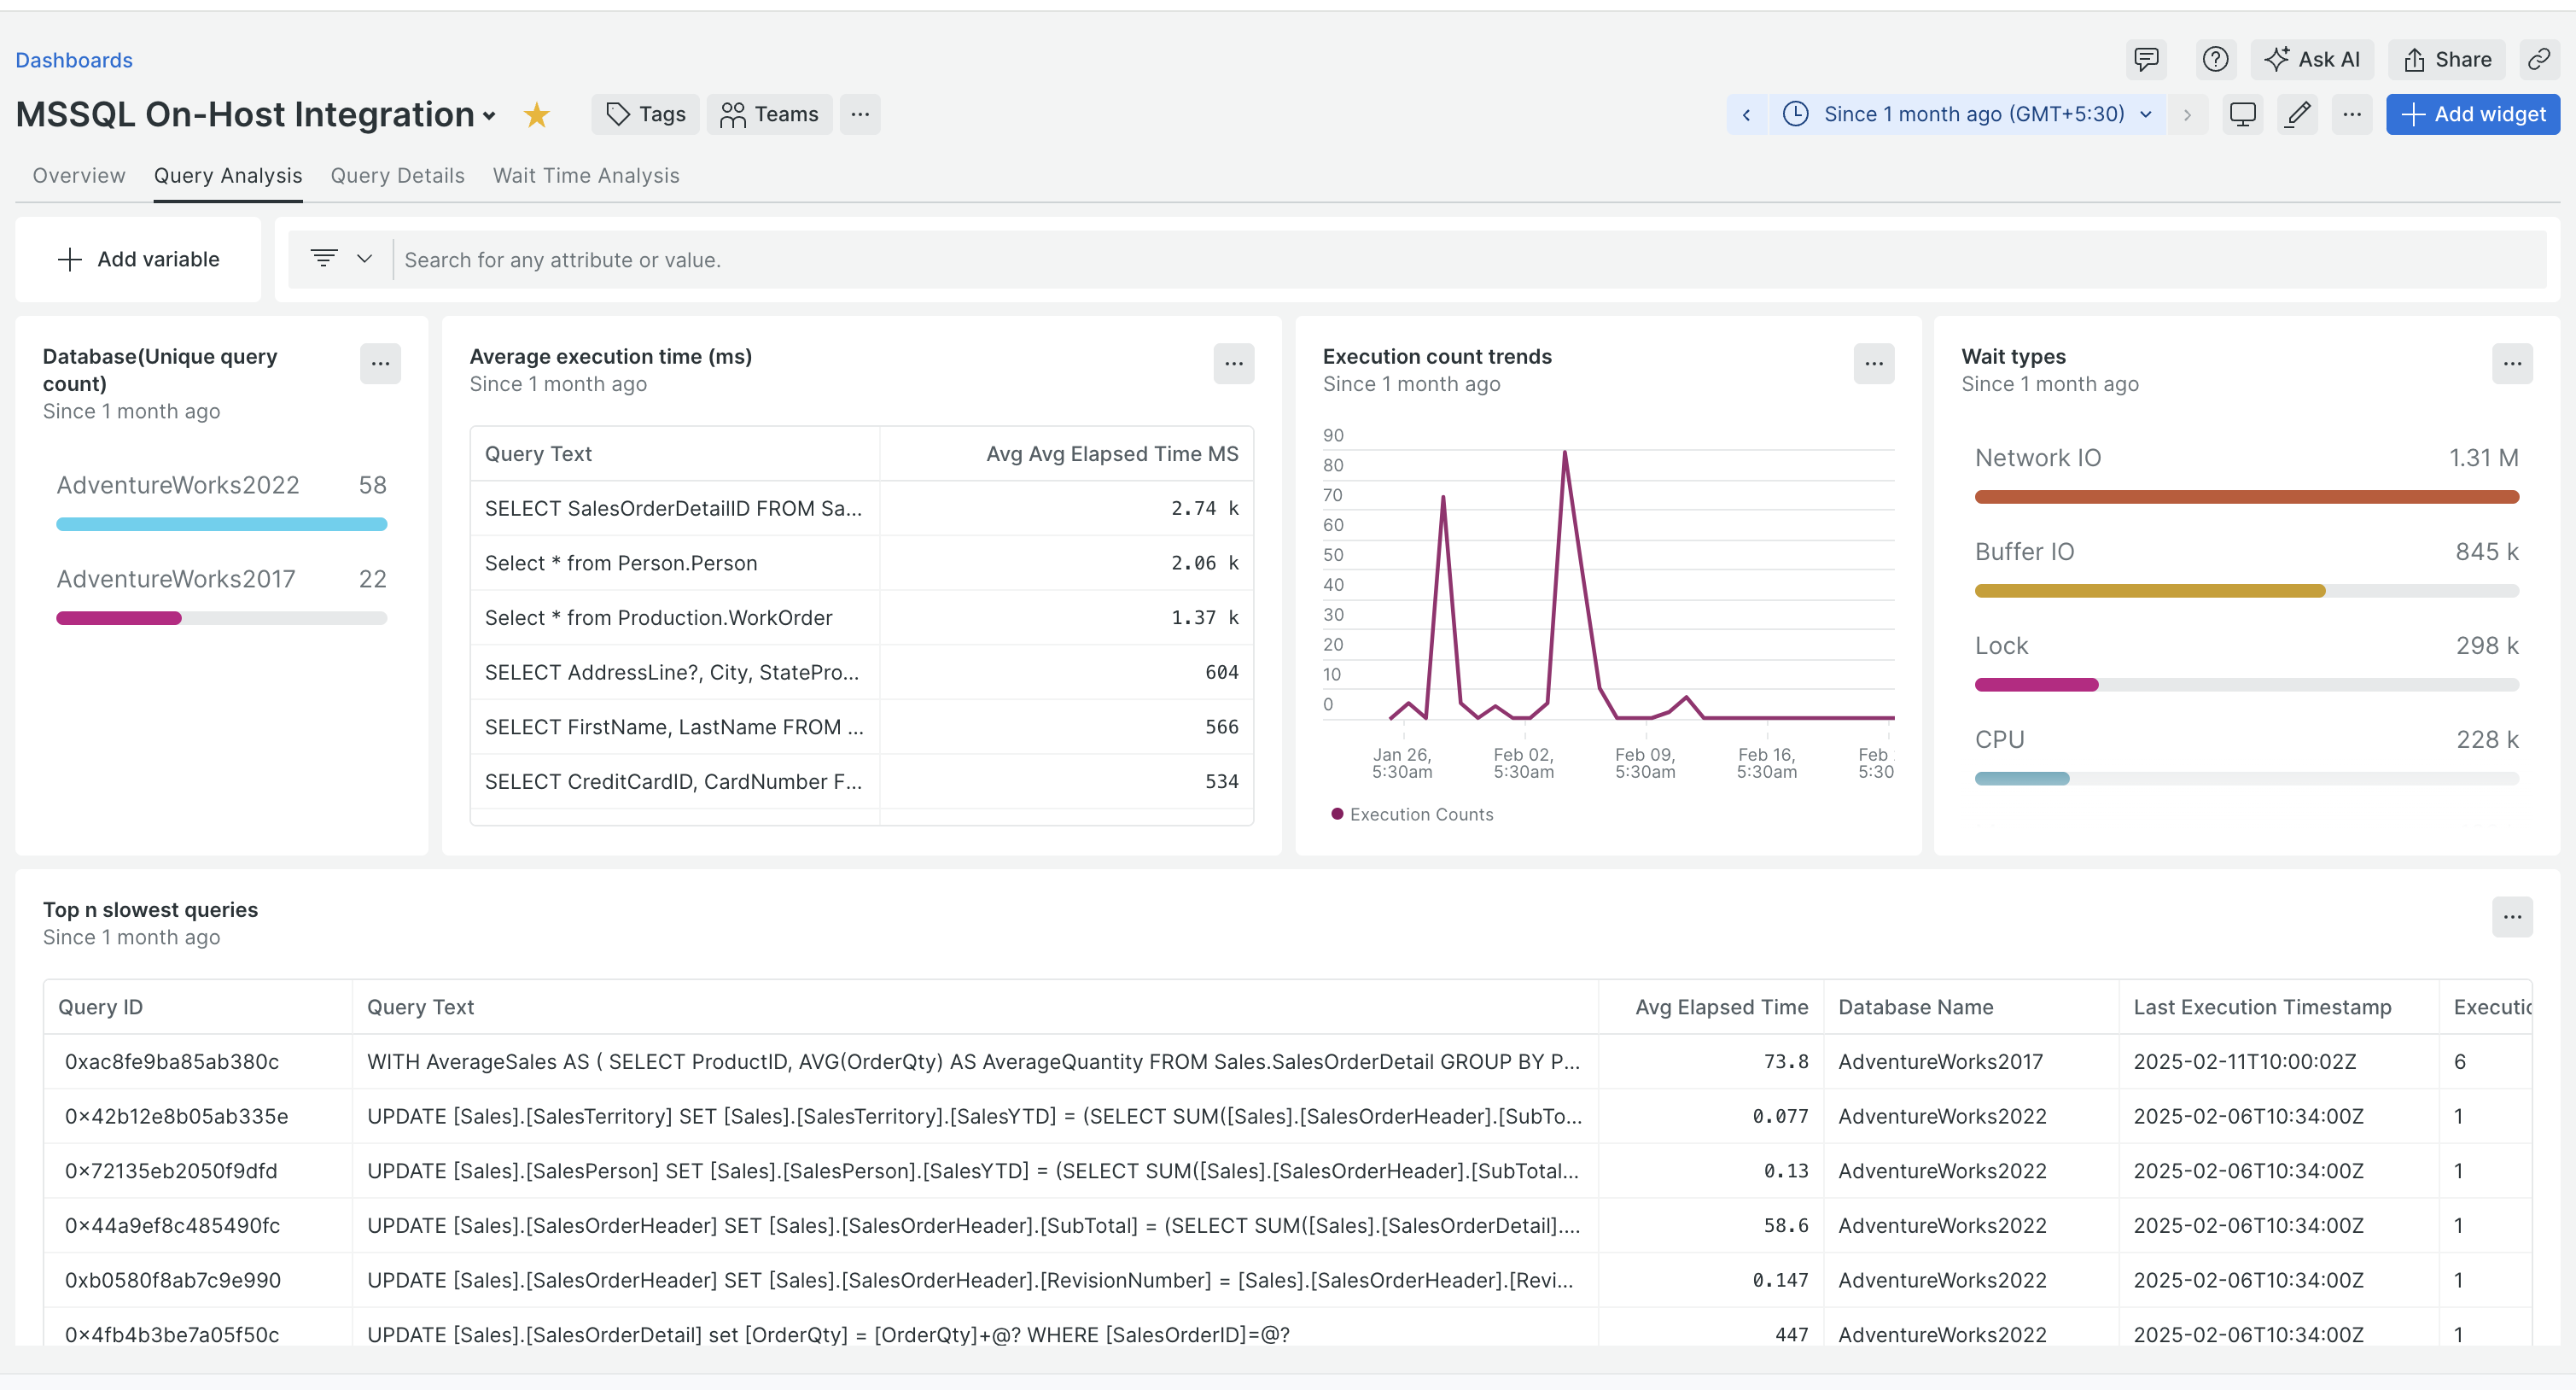 Dashboards
Ask AI
Share
MSSQL On-Host Integration
Tags
Teams
Since 1 month ago (GMT+5:30)
Add widget
Overview
Query Analysis
Query Details
Wait Time Analysis
Add variable
Search for any attribute or value.
Database(Unique query
count)
Since 1 month ago
AdventureWorks2022 58
AdventureWorks2017 22
Average execution time (ms)
Since 1 month ago
Query Text Avg Avg Elapsed Time MS
SELECT SalesOrderDetailID FROM Sa... 2.74 k
Select * from Person.Person 2.06 k
Select * from Production.WorkOrder 1.37 k
SELECT AddressLine?, City, StatePro... 604
SELECT FirstName, LastName FROM ... 566
SELECT CreditCardID, CardNumber F... 534
Execution count trends
Since 1 month ago
90
80
70
60
50
40
30
20
10
0
Jan 26, Feb 02, Feb 09, Feb 16, Feb
5:30am 5:30am 5:30am 5:30am 5:30
Execution Counts
Wait types
Since 1 month ago
Network IO 1.31 M
Buffer IO 845 k
Lock 298 k
CPU 228 k
Top n slowest queries
Since 1 month ago
Query ID Query Text Avg Elapsed Time Database Name Last Execution Timestamp Executic
0xac8fe9ba85ab380c WITH AverageSales AS ( SELECT ProductID, AVG(OrderQty) AS AverageQuantity FROM Sales.SalesOrderDetail GROUP BY P... 73.8 AdventureWorks2017 2025-02-11T10:00:02Z 6
0x42b12e8b05ab335e UPDATE [Sales].[SalesTerritory] SET [Sales].[SalesTerritory].[SalesYTD] = (SELECT SUM([Sales].[SalesOrderHeader].[SubTo... 0.077 AdventureWorks2022 2025-02-06T10:34:00Z 1
0x72135eb2050f9dfd UPDATE [Sales].[SalesPerson] SET [Sales].[SalesPerson].[SalesYTD] = (SELECT SUM([Sales].[SalesOrderHeader].[SubTotal... 0.13 AdventureWorks2022 2025-02-06T10:34:00Z 1
0x44a9ef8c485490fc UPDATE [Sales].[SalesOrderHeader] SET [Sales].[SalesOrderHeader].[SubTotal] = (SELECT SUM([Sales].[SalesOrderDetail].... 58.6 AdventureWorks2022 2025-02-06T10:34:00Z 1
0xb0580f8ab7c9e990 UPDATE [Sales].[SalesOrderHeader] SET [Sales].[SalesOrderHeader].[RevisionNumber] = [Sales].[SalesOrderHeader].[Revi... 0.147 AdventureWorks2022 2025-02-06T10:34:00Z 1
0x4fb4b3be7a05f50c UPDATE [Sales].[SalesOrderDetail] set [OrderQty] = [OrderQty]+@? WHERE [SalesOrderID]=@? 447 AdventureWorks2022 2025-02-06T10:34:00Z 1